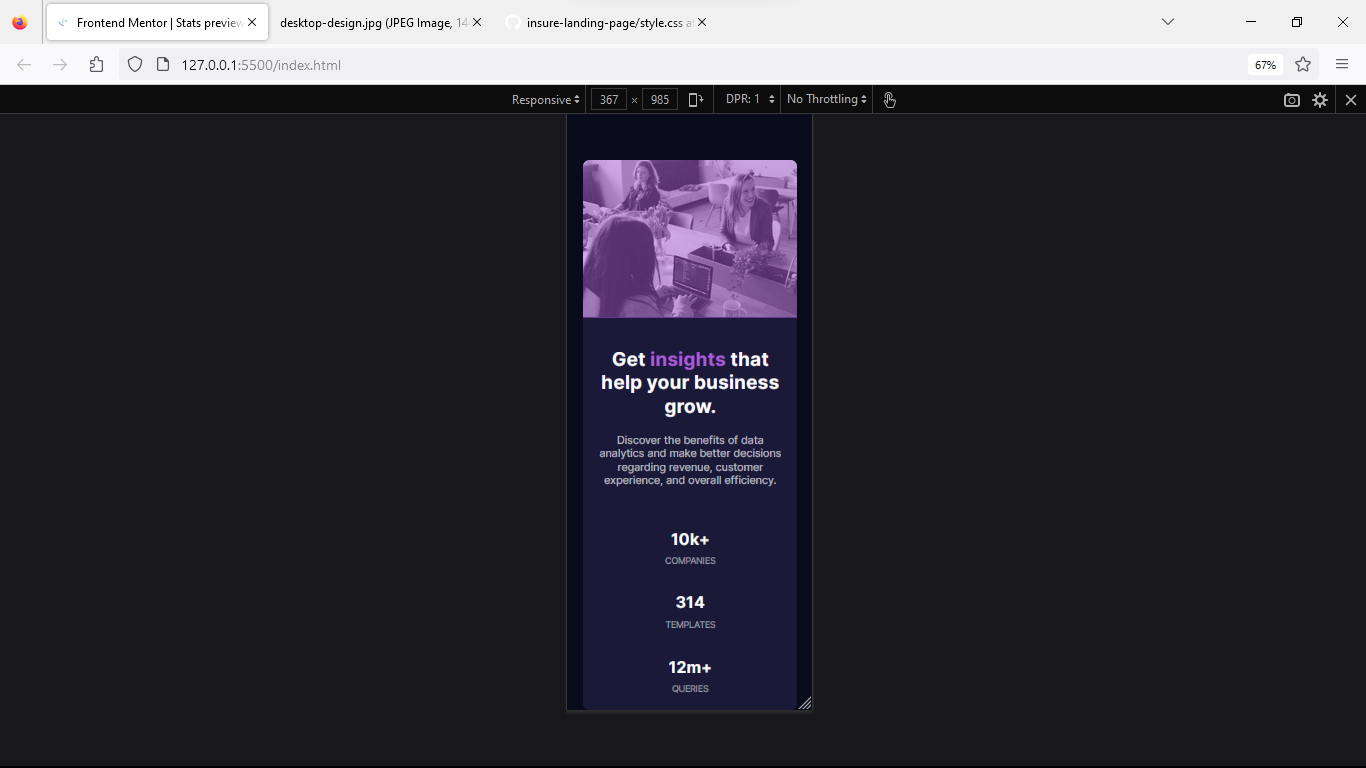 Frontend Mentor | Stats preview
desktop-design.jpg (JPEG Image, 14
insure-landing-page/style.css a
127.0.0.1:5500/index.html
67%
Responsive
367 × 985
DPR: 1
No Throttling
Get insights that
help your business
grow.
Discover the benefits of data
analytics and make better decisions
regarding revenue, customer
experience, and overall efficiency.
10k+
COMPANIES
314
TEMPLATES
12m+
QUERIES